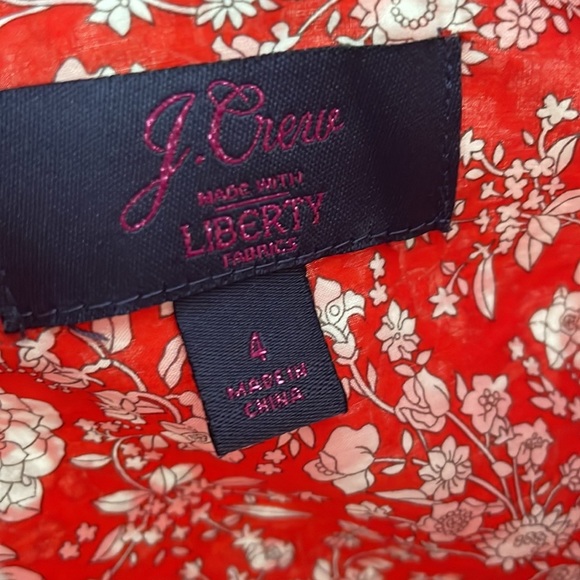 J.Crew
MADE WITH
LIBERTY
FABRICS
4
MADE IN
CHINA